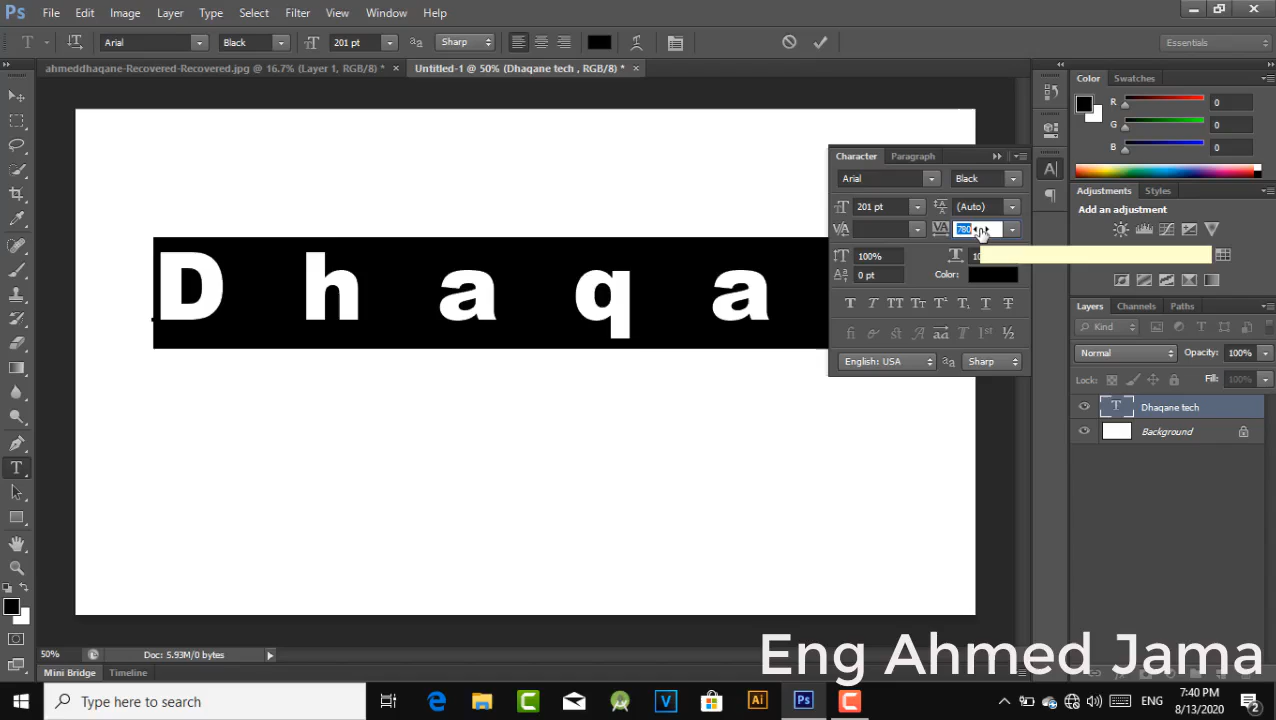 Ps File Edit Image Layer Type Select Filter View Window Help
Arial Black 201 pt Sharp Essentials
ahmeddhaqane-Recovered-Recovered.jpg @ 16.7% (Layer 1, RGB/8) * × Untitled-1 @ 50% (Dhaqane tech , RGB/8) * ×
Color Swatches
R 0
G 0
B 0
Character Paragraph
Arial Black
201 pt (Auto)
780
100%
0 pt Color:
English: USA Sharp
Adjustments Styles
Add an adjustment
Layers Channels Paths
Kind
Normal Opacity: 100%
Lock: Fill: 100%
Dhaqane tech
Background
D h a q a
50% Doc: 5.93M/0 bytes
Mini Bridge Timeline
Eng Ahmed Jama
Type here to search
ENG
7:40 PM
8/13/2020
2